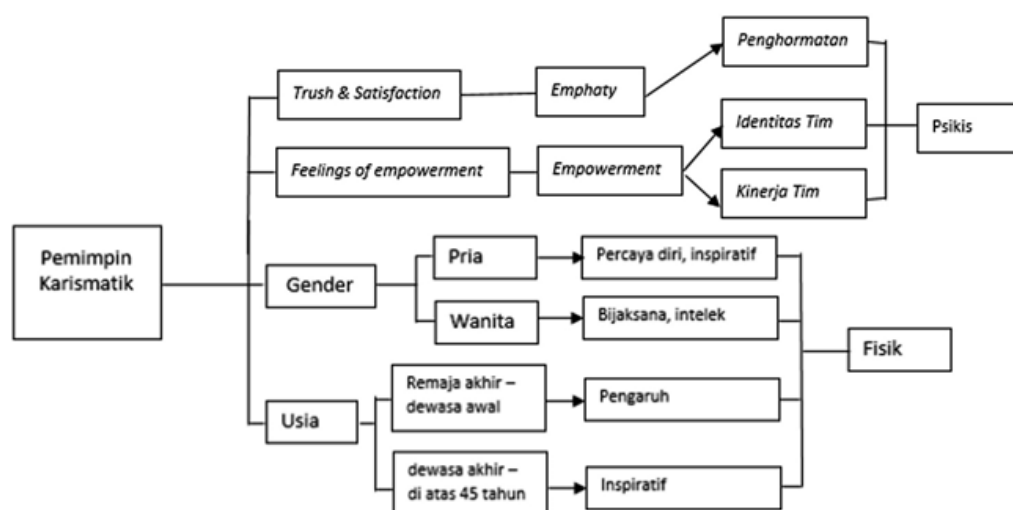 Pemimpin
Karismatik
Trush & Satisfaction
Emphaty
Penghormatan
Feelings of empowerment
Empowerment
Identitas Tim
Kinerja Tim
Psikis
Gender
Pria
Percaya diri, inspiratif
Wanita
Bijaksana, intelek
Usia
Remaja akhir –
dewasa awal
Pengaruh
dewasa akhir –
di atas 45 tahun
Inspiratif
Fisik